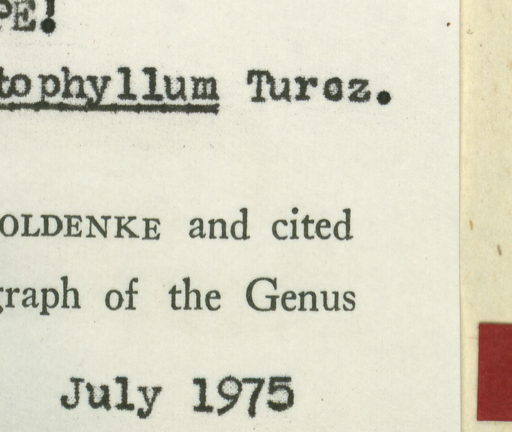 PE!
tophyllum Turcz.
OLDENKE and cited
graph of the Genus
July 1975